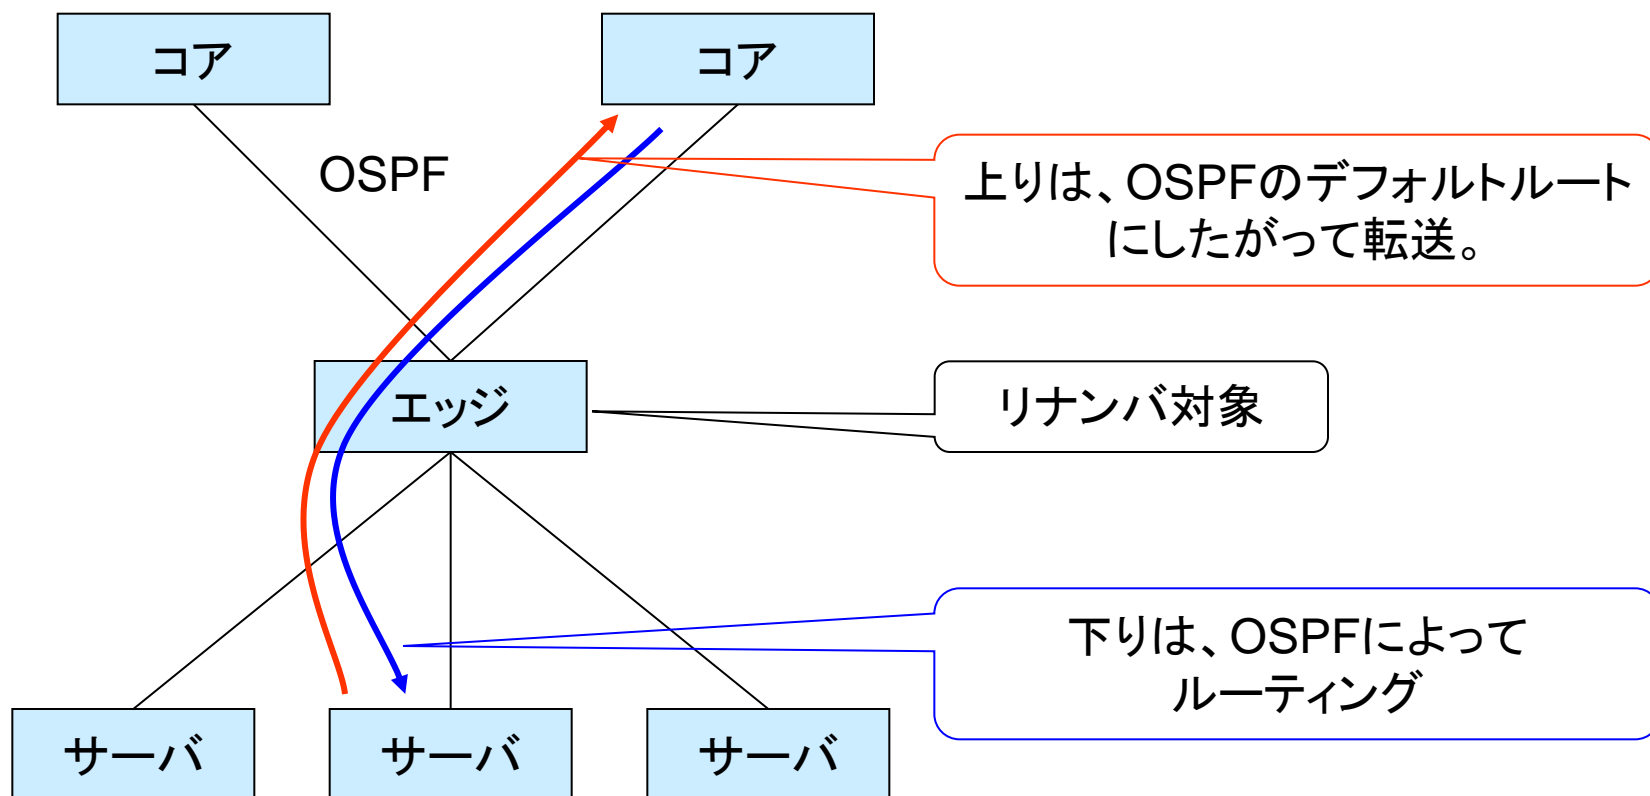 コア
コア
OSPF
上りは、OSPFのデフォルトルート
にしたがって転送。
エッジ
リナンバ対象
下りは、OSPFによって
ルーティング
サーバ
サーバ
サーバ